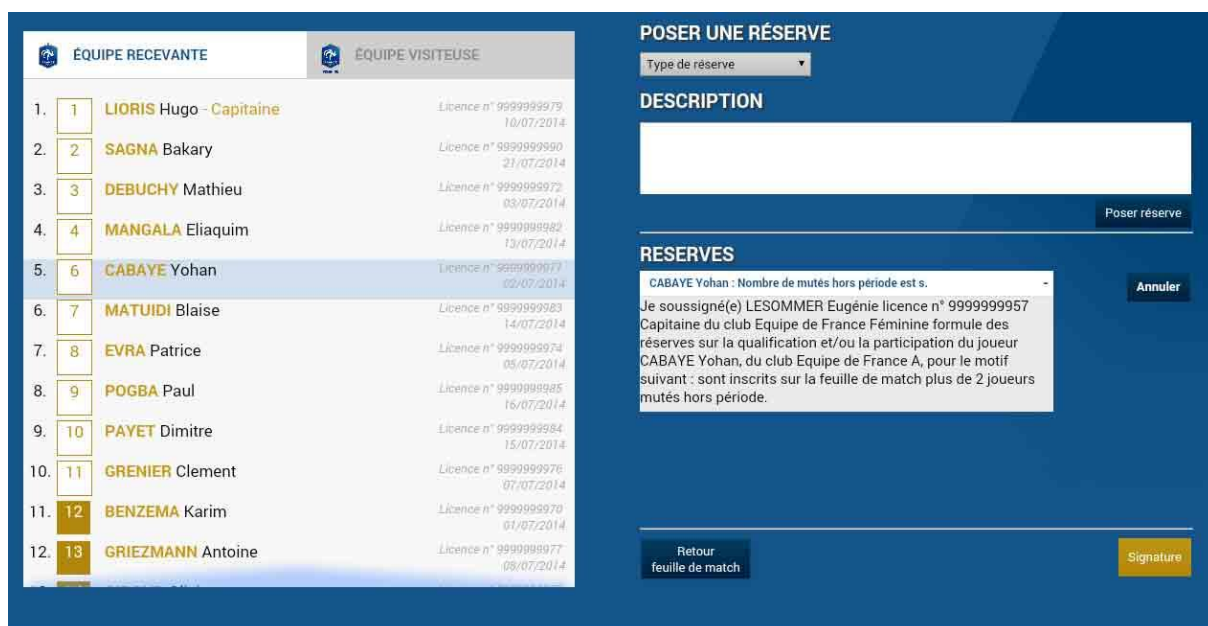 ÉQUIPE RECEVANTE
ÉQUIPE VISITEUSE
1. 1 LIORIS Hugo - Capitaine Licence n° 9999999979
10/07/2014
2. 2 SAGNA Bakary Licence n° 9999999990
21/07/2014
3. 3 DEBUCHY Mathieu Licence n° 9999999972
03/07/2014
4. 4 MANGALA Eliaquim Licence n° 9999999982
13/07/2014
5. 6 CABAYE Yohan Licence n° 9999999971
02/07/2014
6. 7 MATUIDI Blaise Licence n° 9999999983
14/07/2014
7. 8 EVRA Patrice Licence n° 9999999974
05/07/2014
8. 9 POGBA Paul Licence n° 9999999985
16/07/2014
9. 10 PAYET Dimitre Licence n° 9999999984
15/07/2014
10. 11 GRENIER Clement Licence n° 9999999976
07/07/2014
11. 12 BENZEMA Karim Licence n° 9999999970
01/07/2014
12. 13 GRIEZMANN Antoine Licence n° 9999999977
08/07/2014
POSER UNE RÉSERVE
Type de réserve
DESCRIPTION
Poser réserve
RESERVES
CABAYE Yohan : Nombre de mutés hors période est s. -
Annuler
Je soussigné(e) LESOMMER Eugénie licence n° 9999999957
Capitaine du club Equipe de France Féminine formule des
réserves sur la qualification et/ou la participation du joueur
CABAYE Yohan, du club Equipe de France A, pour le motif
suivant : sont inscrits sur la feuille de match plus de 2 joueurs
mutés hors période.
Retour
feuille de match
Signature